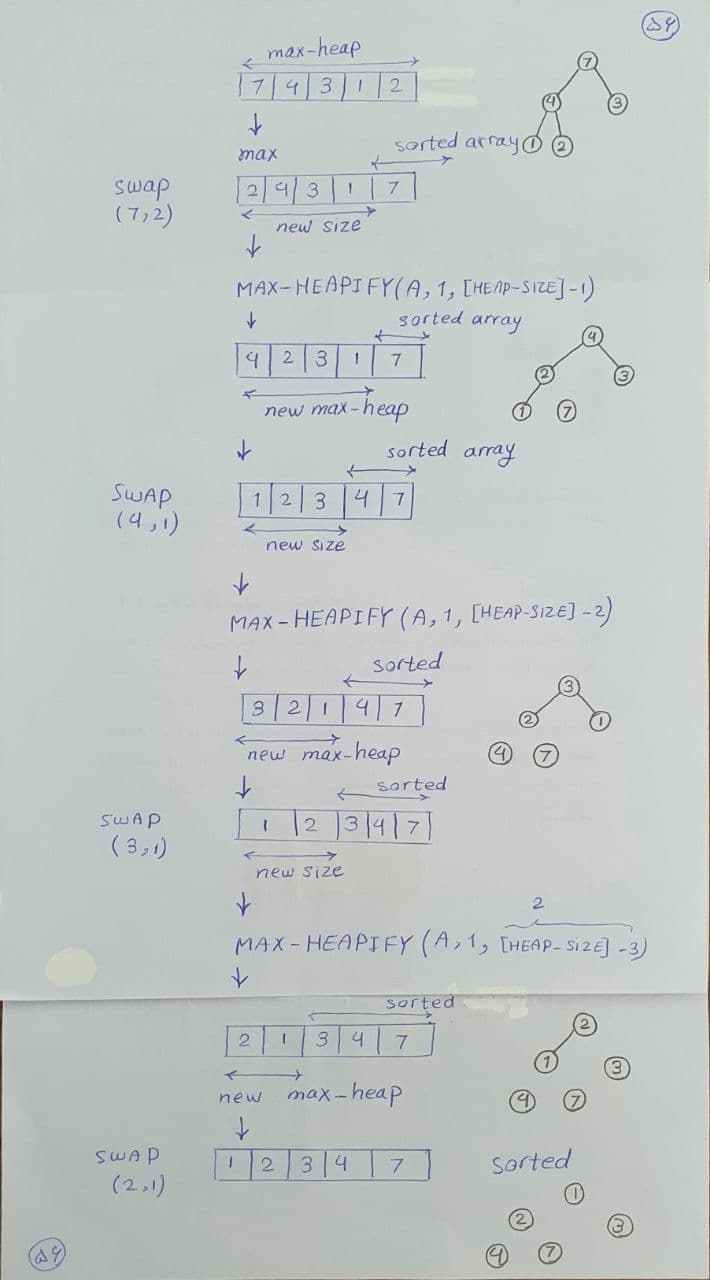 ১৭
max-heap
7 4 3 1 2
7
4 3
1 2
max
sorted array
swap
(7,2)
2 4 3 1 7
new size
MAX-HEAPIFY(A, 1, [HEAP-SIZE]-1)
sorted array
4 2 3 1 7
4
2 3
1 7
new max-heap
sorted array
SWAP
(4,1)
1 2 3 4 7
new size
MAX-HEAPIFY(A, 1, [HEAP-SIZE]-2)
sorted
3 2 1 4 7
3
2 1
4 7
new max-heap
sorted
SWAP
(3,1)
1 2 3 4 7
new size
2
MAX-HEAPIFY(A, 1, [HEAP-SIZE]-3)
sorted
2 1 3 4 7
2
1 3
4 7
new max-heap
SWAP
(2,1)
1 2 3 4 7
sorted
1
2 3
4 7